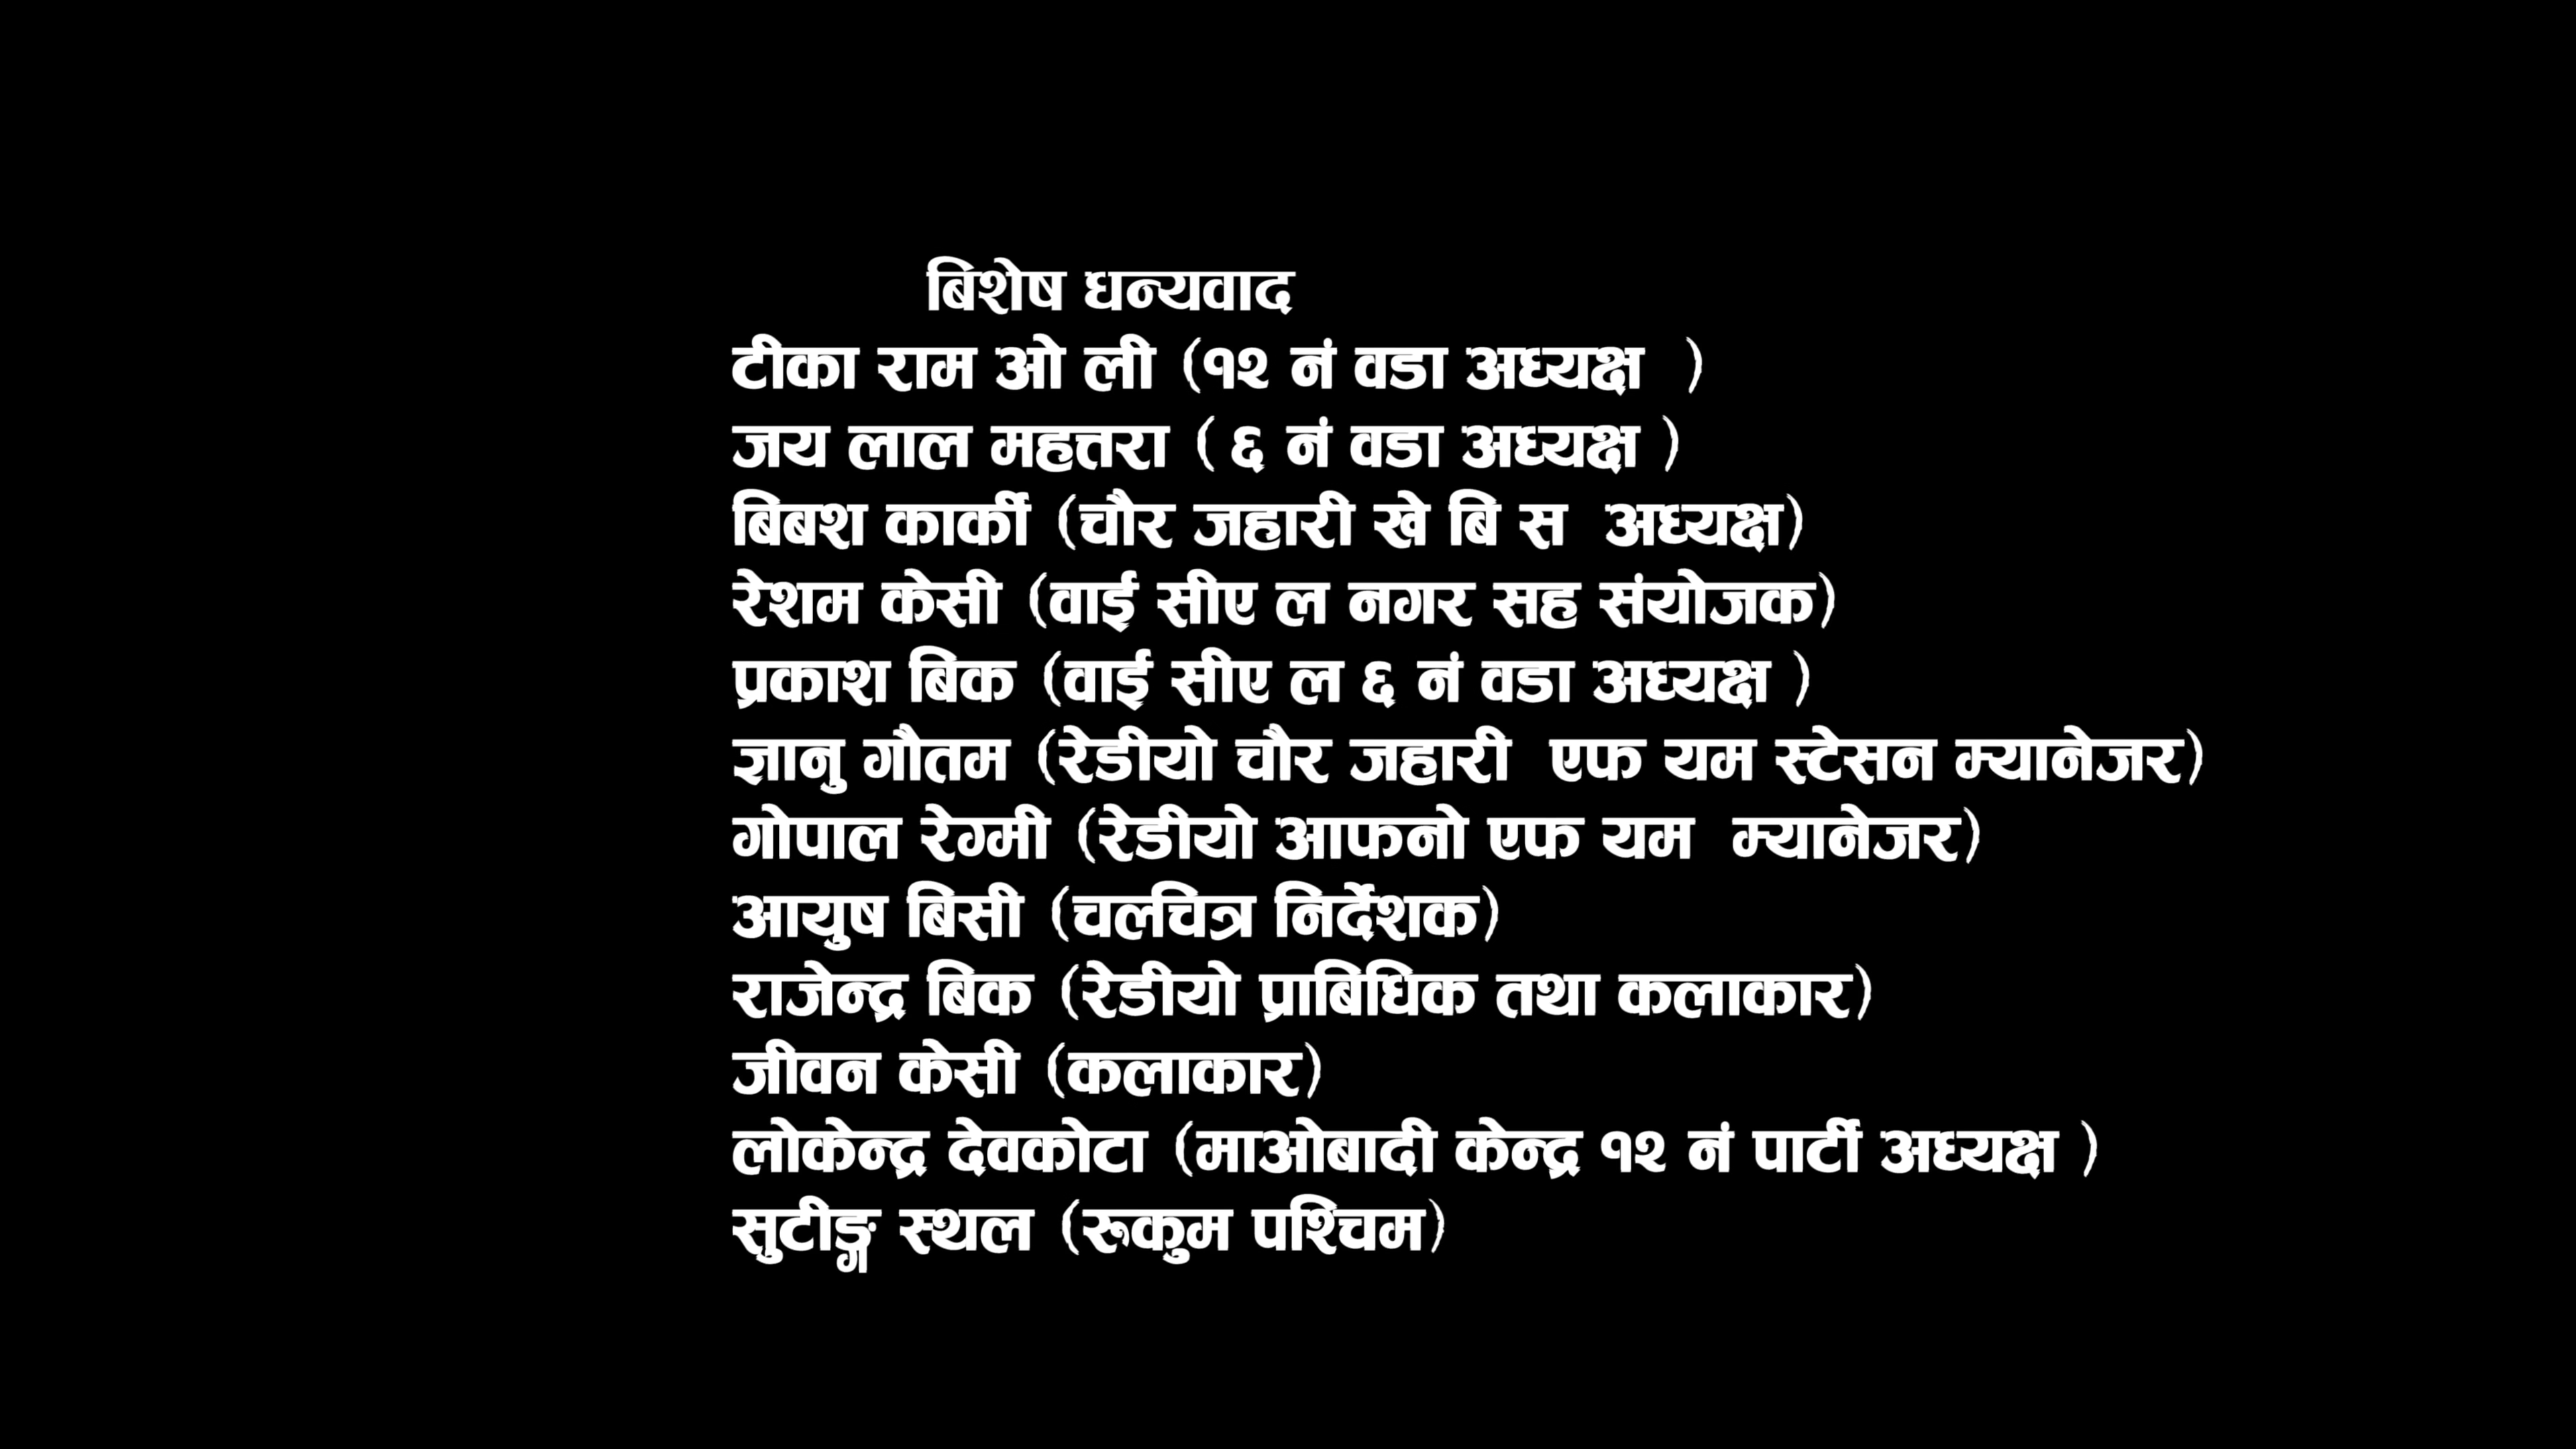 बिशेष धन्यवाद
टीका राम ओ ली (१२ नं वडा अध्यक्ष )
जय लाल महत्तरा ( ६ नं वडा अध्यक्ष )
बिबश कार्की (चौर जहारी खे बि स अध्यक्ष)
रेशम केसी (वाई सीए ल नगर सह संयोजक)
प्रकाश बिक (वाई सीए ल ६ नं वडा अध्यक्ष )
ज्ञानु गौतम (रेडीयो चौर जहारी एफ यम स्टेसन म्यानेजर)
गोपाल रेग्मी (रेडीयो आफनो एफ यम म्यानेजर)
आयुष बिसी (चलचित्र निर्देशक)
राजेन्द्र बिक (रेडीयो प्राबिधिक तथा कलाकार)
जीवन केसी (कलाकार)
लोकेन्द्र देवकोटा (माओबादी केन्द्र १२ नं पार्टी अध्यक्ष )
सुटीङ्ग स्थल (रूकुम पश्चिम)